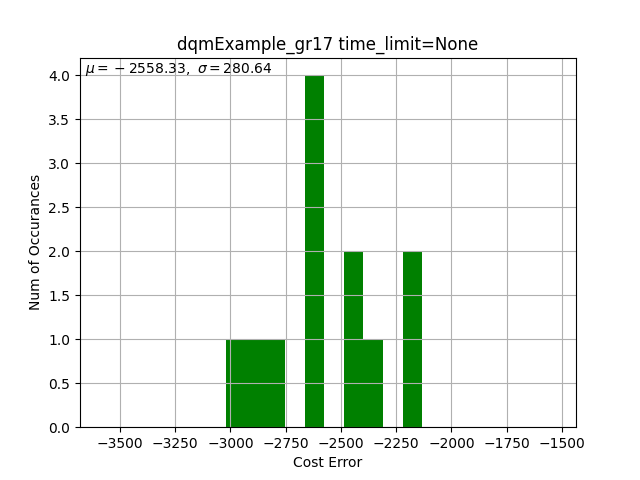 dqmExample_gr17 time_limit=None
μ = −2558.33, σ = 280.64
4.0
3.5
3.0
2.5
2.0
1.5
1.0
0.5
0.0
Num of Occurances
−3500 −3250 −3000 −2750 −2500 −2250 −2000 −1750 −1500
Cost Error